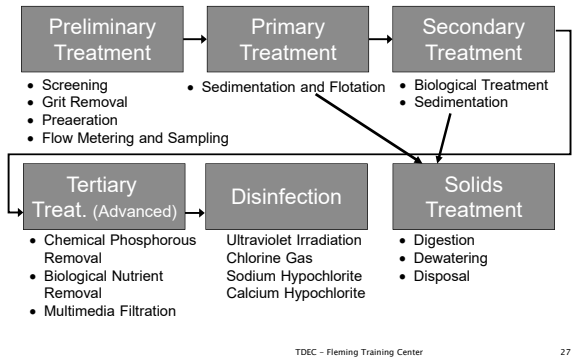 Preliminary
Treatment
• Screening
• Grit Removal
• Preaeration
• Flow Metering and Sampling
Primary
Treatment
• Sedimentation and Flotation
Secondary
Treatment
• Biological Treatment
• Sedimentation
Tertiary
Treat. (Advanced)
• Chemical Phosphorous
Removal
• Biological Nutrient
Removal
• Multimedia Filtration
Disinfection
Ultraviolet Irradiation
Chlorine Gas
Sodium Hypochlorite
Calcium Hypochlorite
Solids
Treatment
• Digestion
• Dewatering
• Disposal
TDEC - Fleming Training Center
27